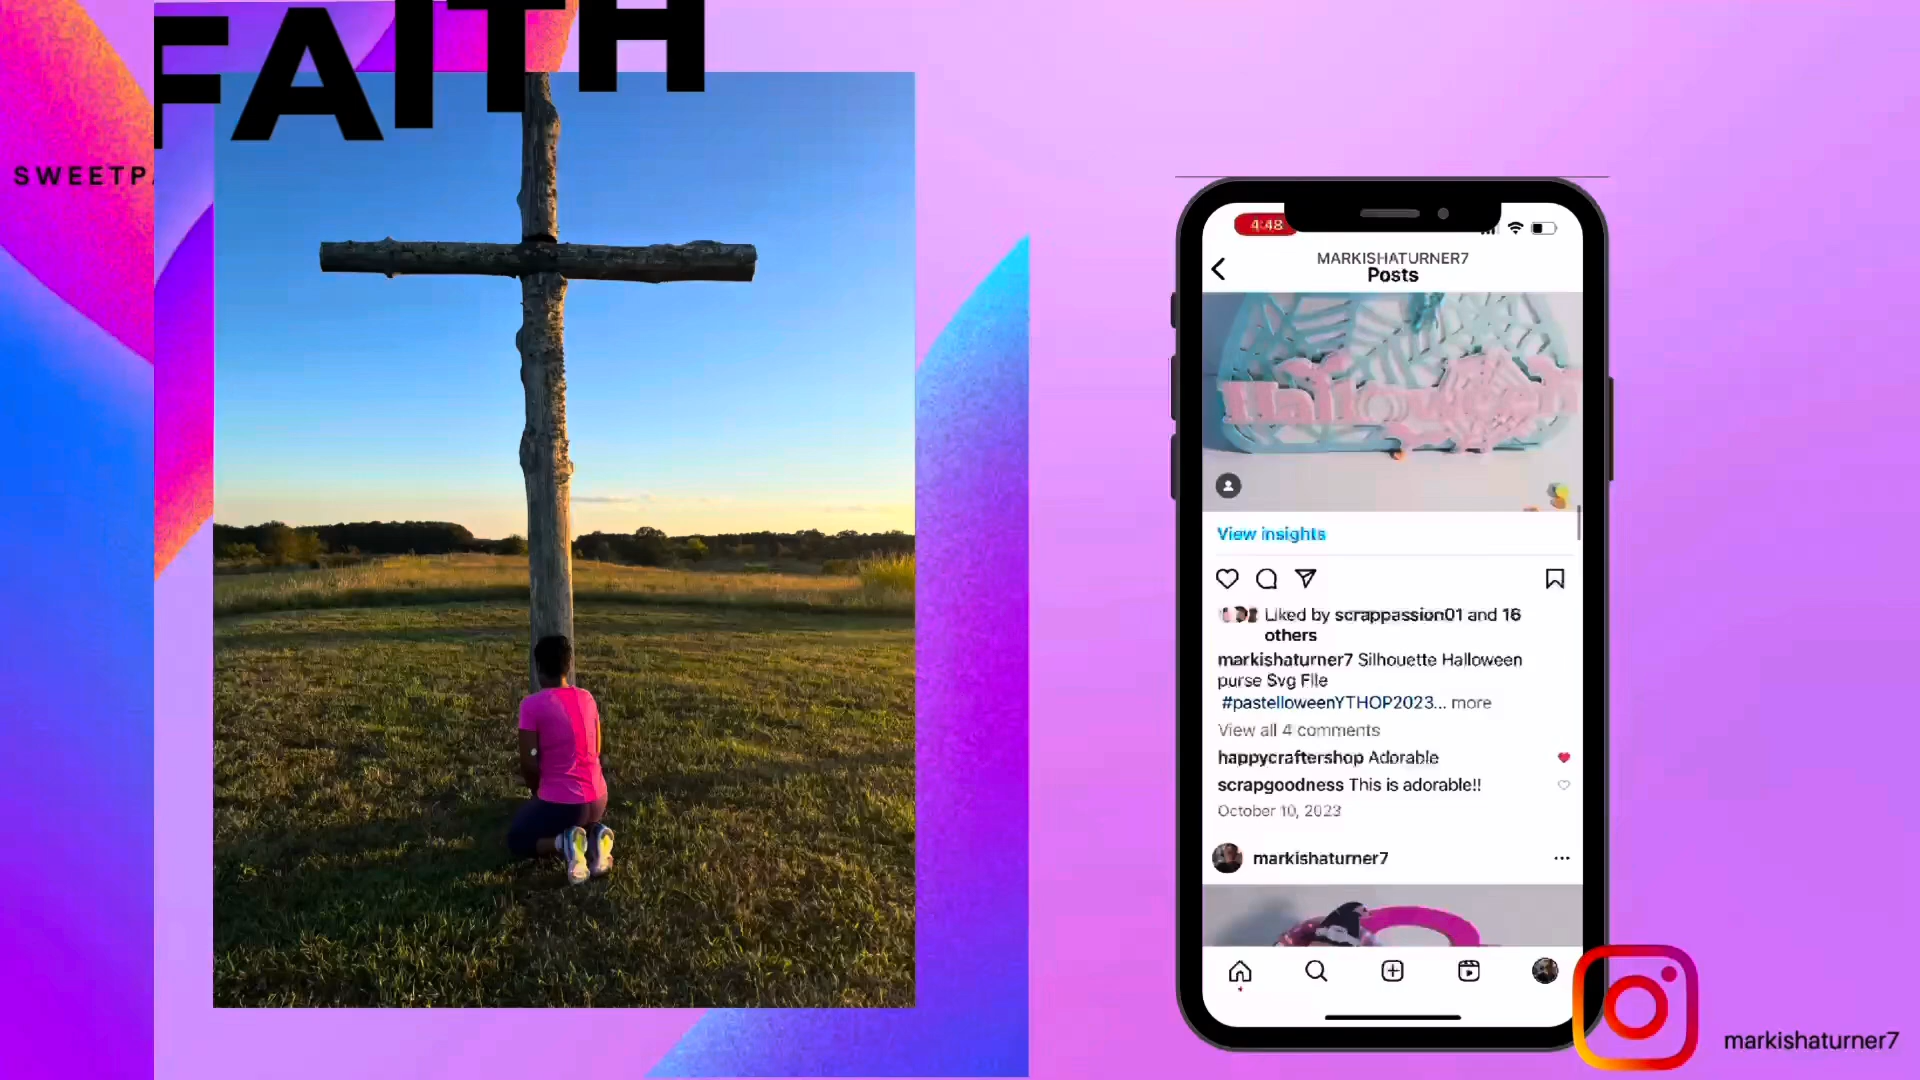 FAITH
SWEETP
4:48
MARKISHATURNER7
Posts
Halloween
View insights
Liked by scrappassion01 and 16
others
markishaturner7 Silhouette Halloween
purse Svg File
#pastelloweenYTHOP2023... more
View all 4 comments
happycraftershop Adorable
scrapgoodness This is adorable!!
October 10, 2023
markishaturner7
markishaturner7